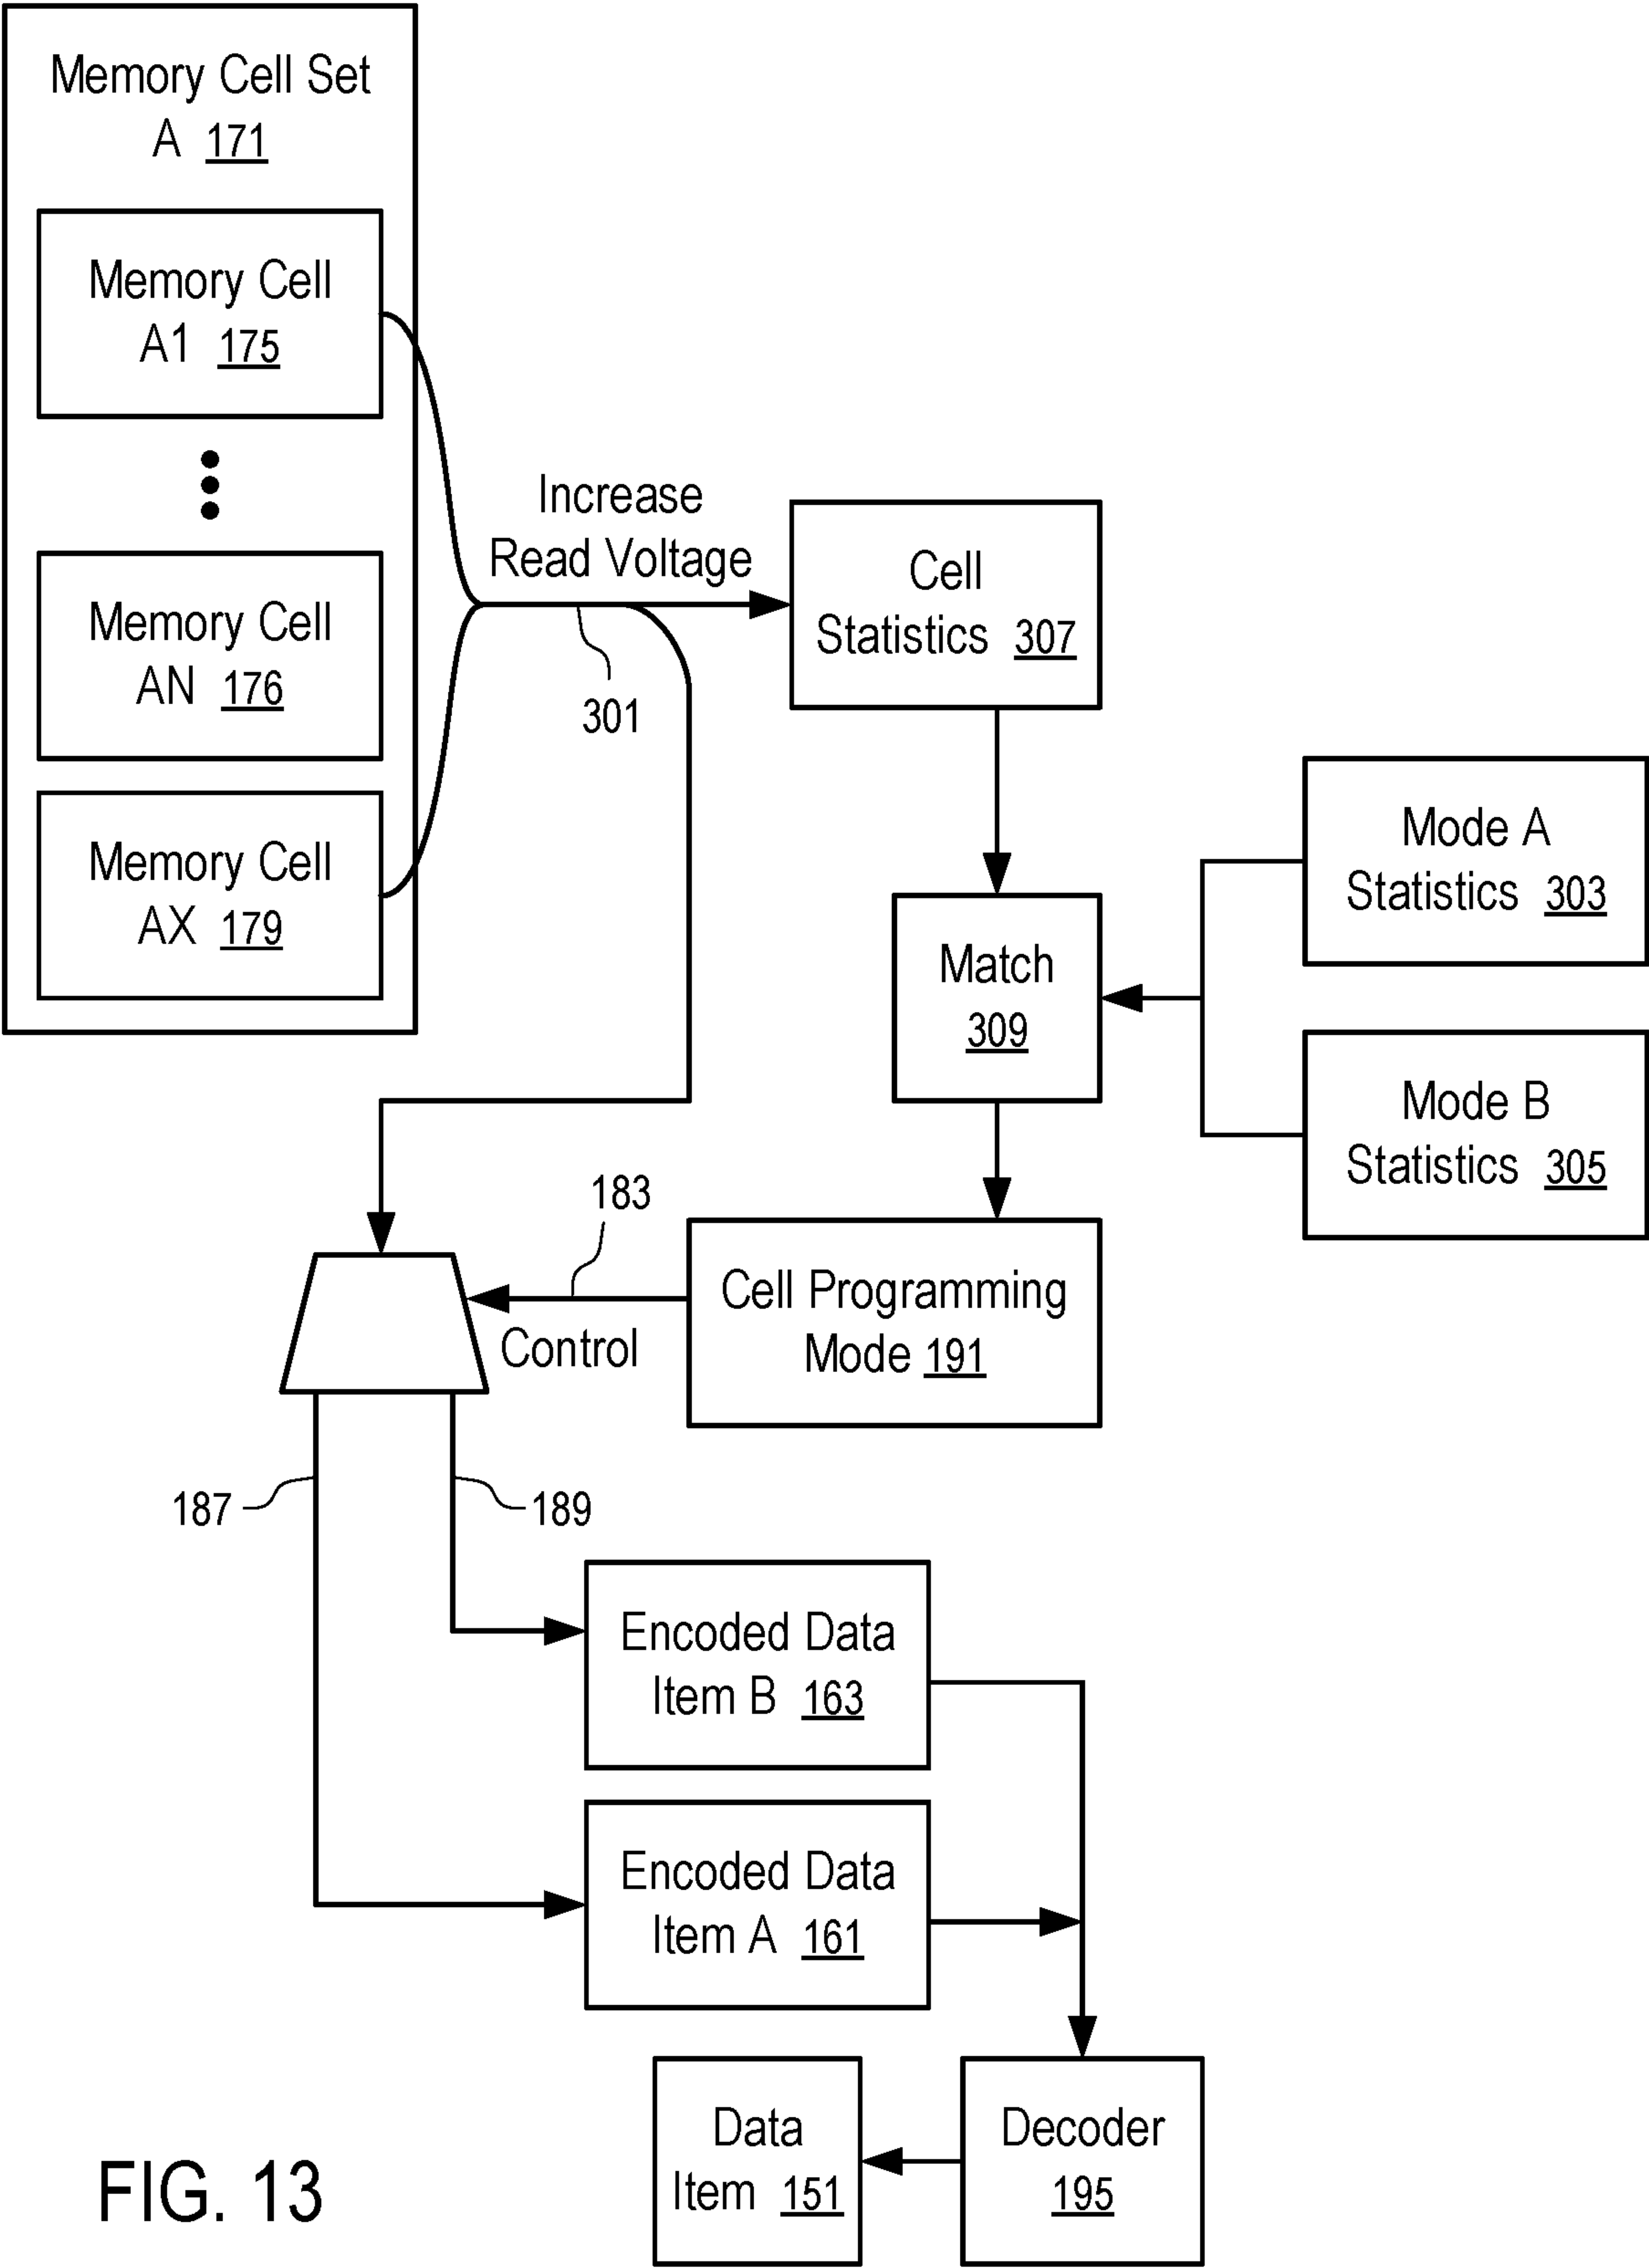 Memory Cell Set
A 171
Memory Cell
A1 175
Memory Cell
AN 176
Memory Cell
AX 179
Increase
Read Voltage
301
Cell
Statistics 307
Mode A
Statistics 303
Match
309
Mode B
Statistics 305
183
Control
Cell Programming
Mode 191
187
189
Encoded Data
Item B 163
Encoded Data
Item A 161
Data
Item 151
Decoder
195
FIG. 13